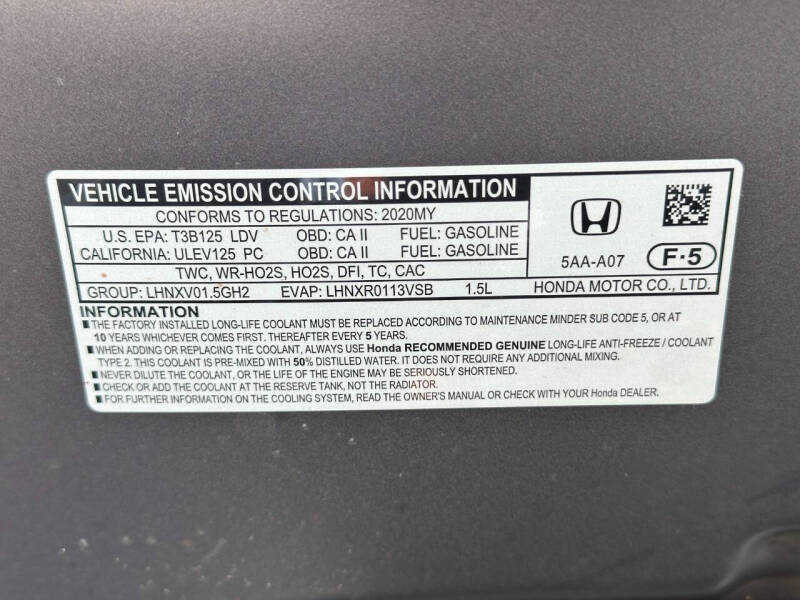 VEHICLE EMISSION CONTROL INFORMATION
CONFORMS TO REGULATIONS: 2020MY
U.S. EPA: T3B125 LDV OBD: CA II FUEL: GASOLINE
CALIFORNIA: ULEV125 PC OBD: CA II FUEL: GASOLINE
TWC, WR-HO2S, HO2S, DFI, TC, CAC
GROUP: LHNXV01.5GH2 EVAP: LHNXR0113VSB 1.5L
5AA-A07 F-5
HONDA MOTOR CO., LTD.
INFORMATION
THE FACTORY INSTALLED LONG-LIFE COOLANT MUST BE REPLACED ACCORDING TO MAINTENANCE MINDER SUB CODE 5, OR AT
10 YEARS WHICHEVER COMES FIRST. THEREAFTER EVERY 5 YEARS.
WHEN ADDING OR REPLACING THE COOLANT, ALWAYS USE Honda RECOMMENDED GENUINE LONG-LIFE ANTI-FREEZE / COOLANT
TYPE 2. THIS COOLANT IS PRE-MIXED WITH 50% DISTILLED WATER. IT DOES NOT REQUIRE ANY ADDITIONAL MIXING.
NEVER DILUTE THE COOLANT, OR THE LIFE OF THE ENGINE MAY BE SERIOUSLY SHORTENED.
CHECK OR ADD THE COOLANT AT THE RESERVE TANK, NOT THE RADIATOR.
FOR FURTHER INFORMATION ON THE COOLING SYSTEM, READ THE OWNER'S MANUAL OR CHECK WITH YOUR Honda DEALER.